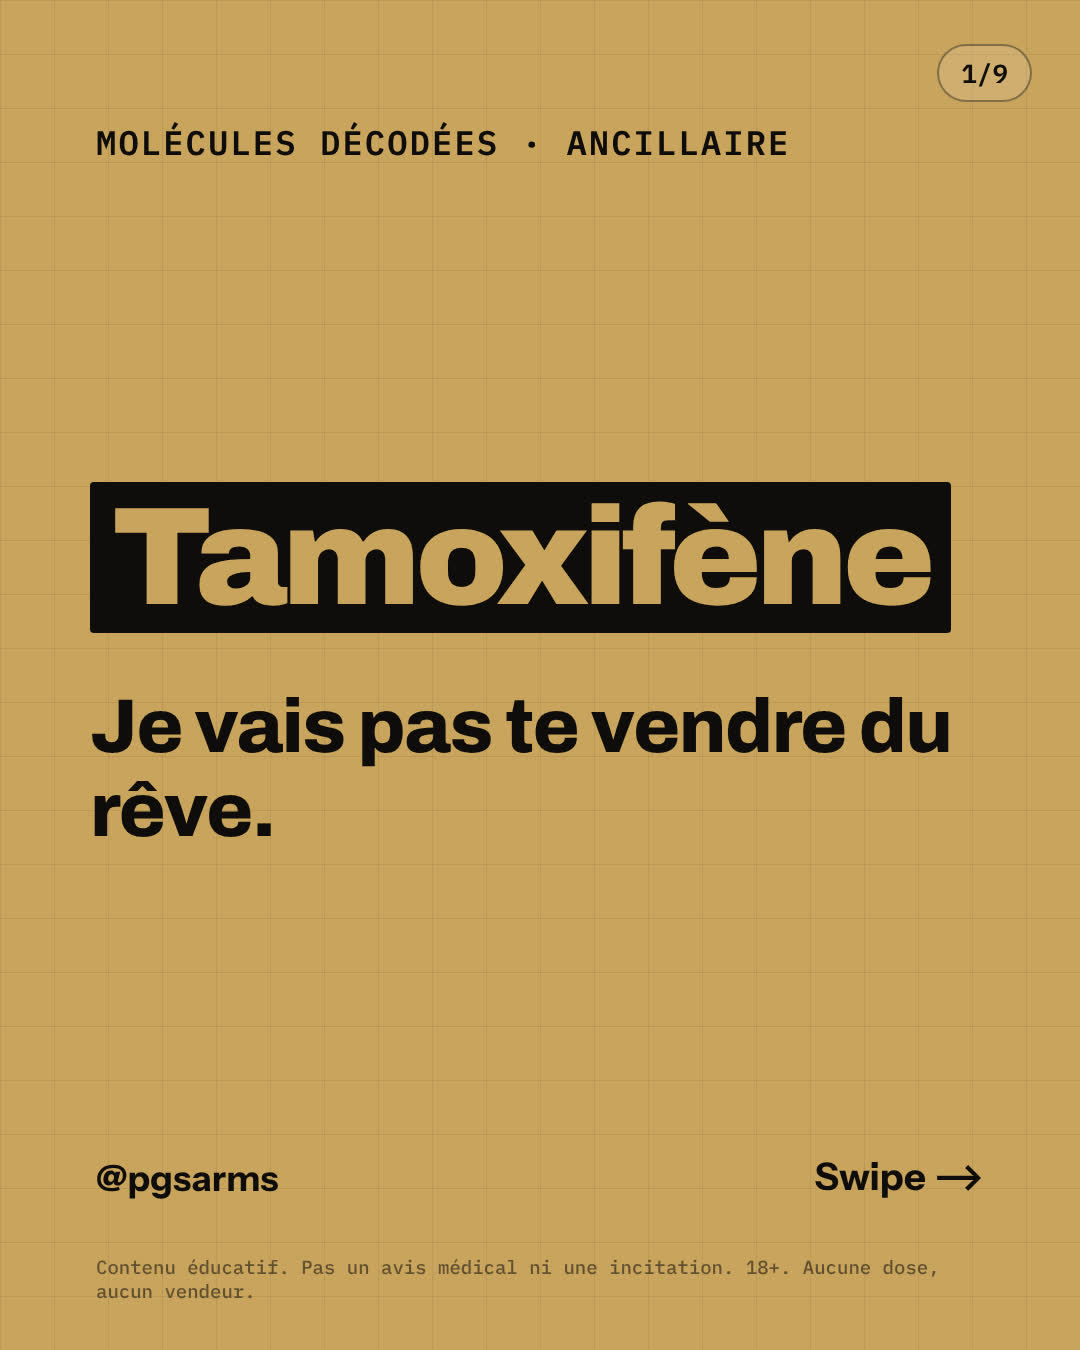 1/9
MOLÉCULES DÉCODÉES · ANCILLAIRE
Tamoxifène
Je vais pas te vendre du
rêve.
@pgsarms
Swipe →
Contenu éducatif. Pas un avis médical ni une incitation. 18+. Aucune dose,
aucun vendeur.